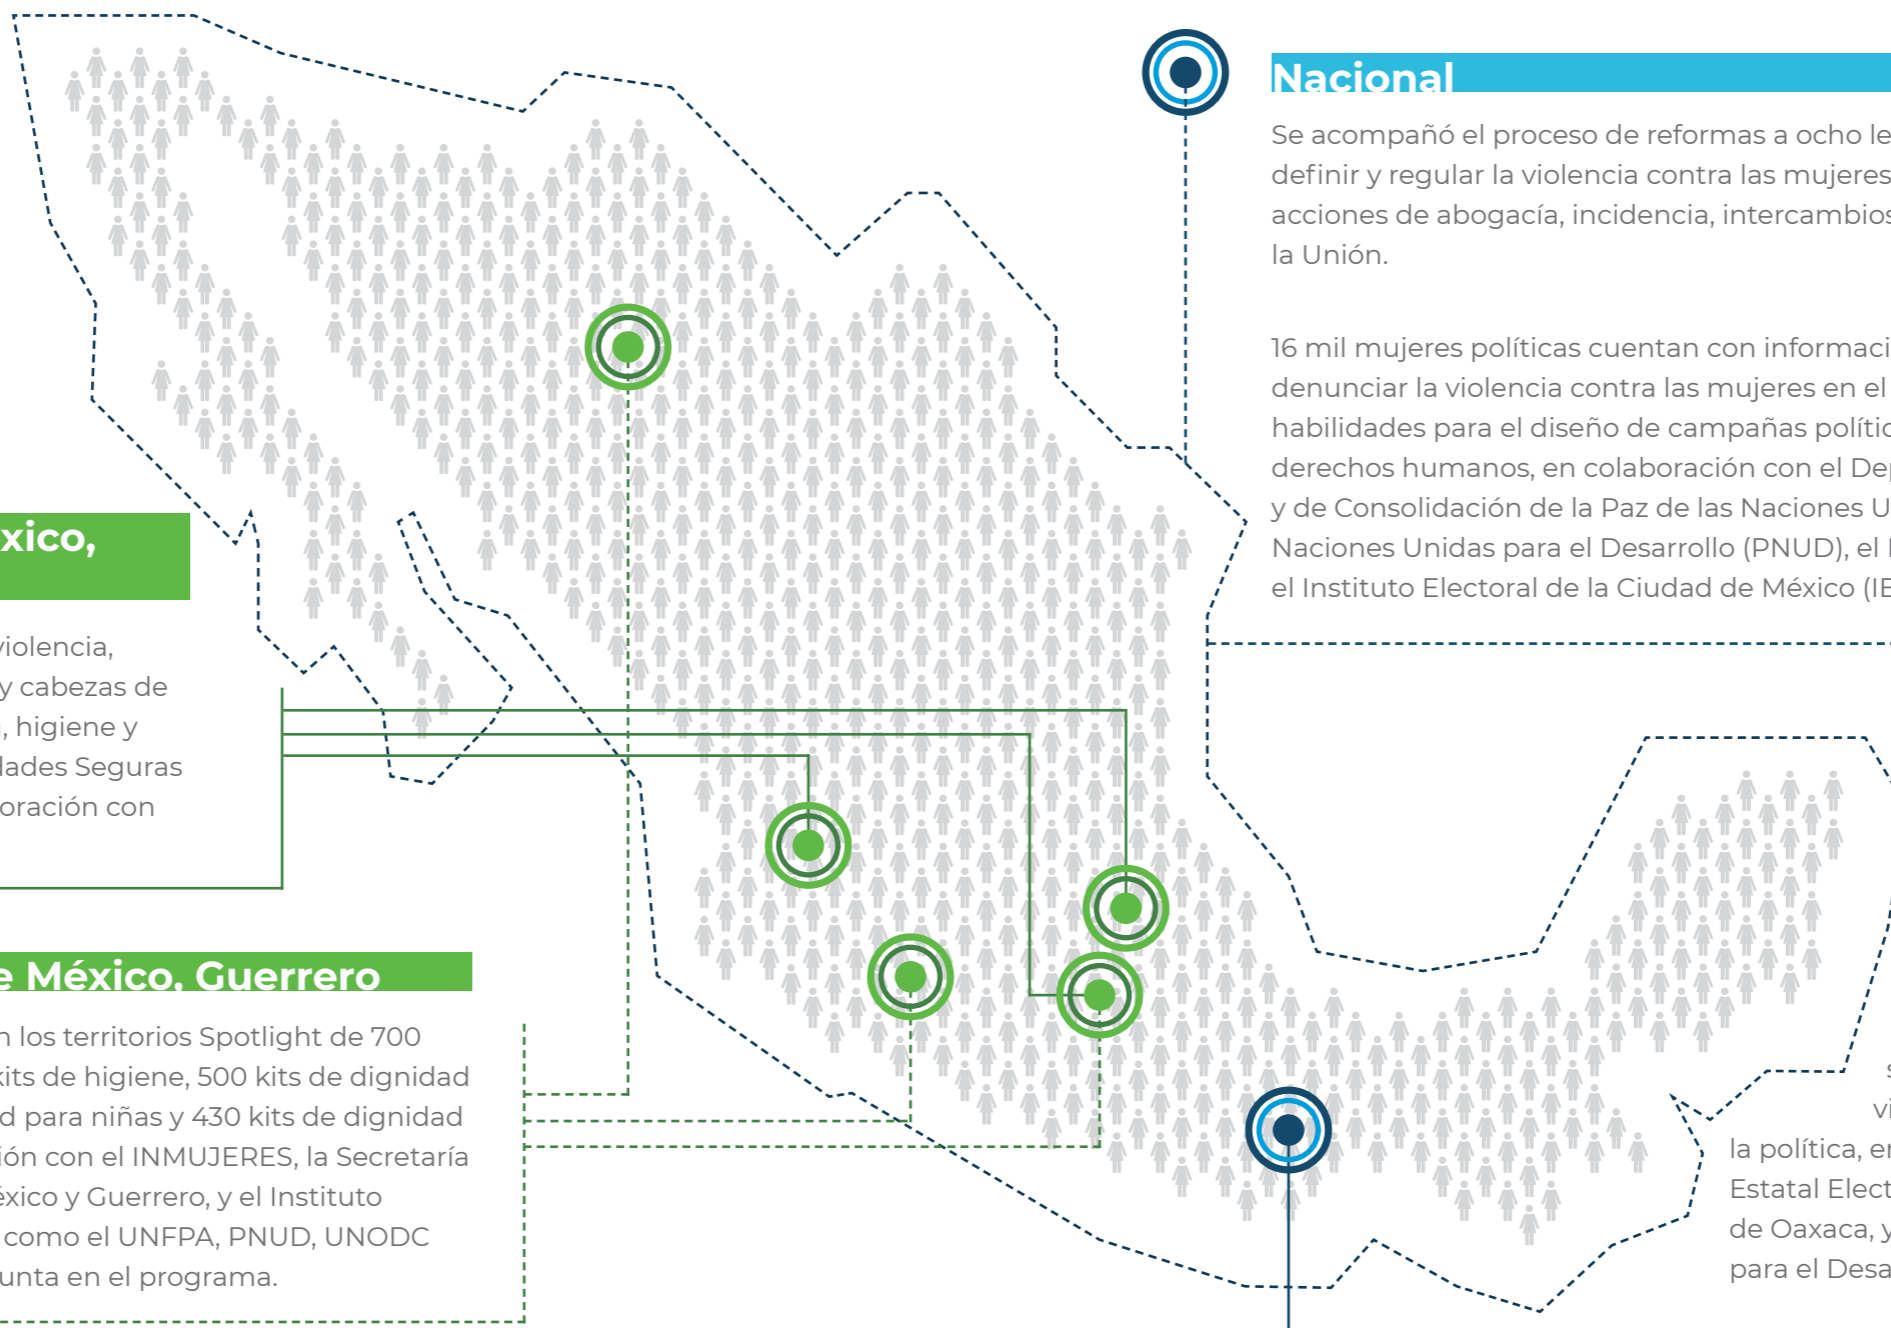 Nacional
Se acompañó el proceso de reformas a ocho le
definir y regular la violencia contra las mujeres
acciones de abogacía, incidencia, intercambios
la Unión.
16 mil mujeres políticas cuentan con informaci
denunciar la violencia contra las mujeres en el
habilidades para el diseño de campañas polític
derechos humanos, en colaboración con el Dep
y de Consolidación de la Paz de las Naciones U
Naciones Unidas para el Desarrollo (PNUD), el
el Instituto Electoral de la Ciudad de México (IE
xico,
violencia,
y cabezas de
, higiene y
dades Seguras
oración con
e México, Guerrero
n los territorios Spotlight de 700
kits de higiene, 500 kits de dignidad
d para niñas y 430 kits de dignidad
ión con el INMUJERES, la Secretaría
éxico y Guerrero, y el Instituto
como el UNFPA, PNUD, UNODC
unta en el programa.
s
vi
la política, en
Estatal Elect
de Oaxaca, y
para el Desa